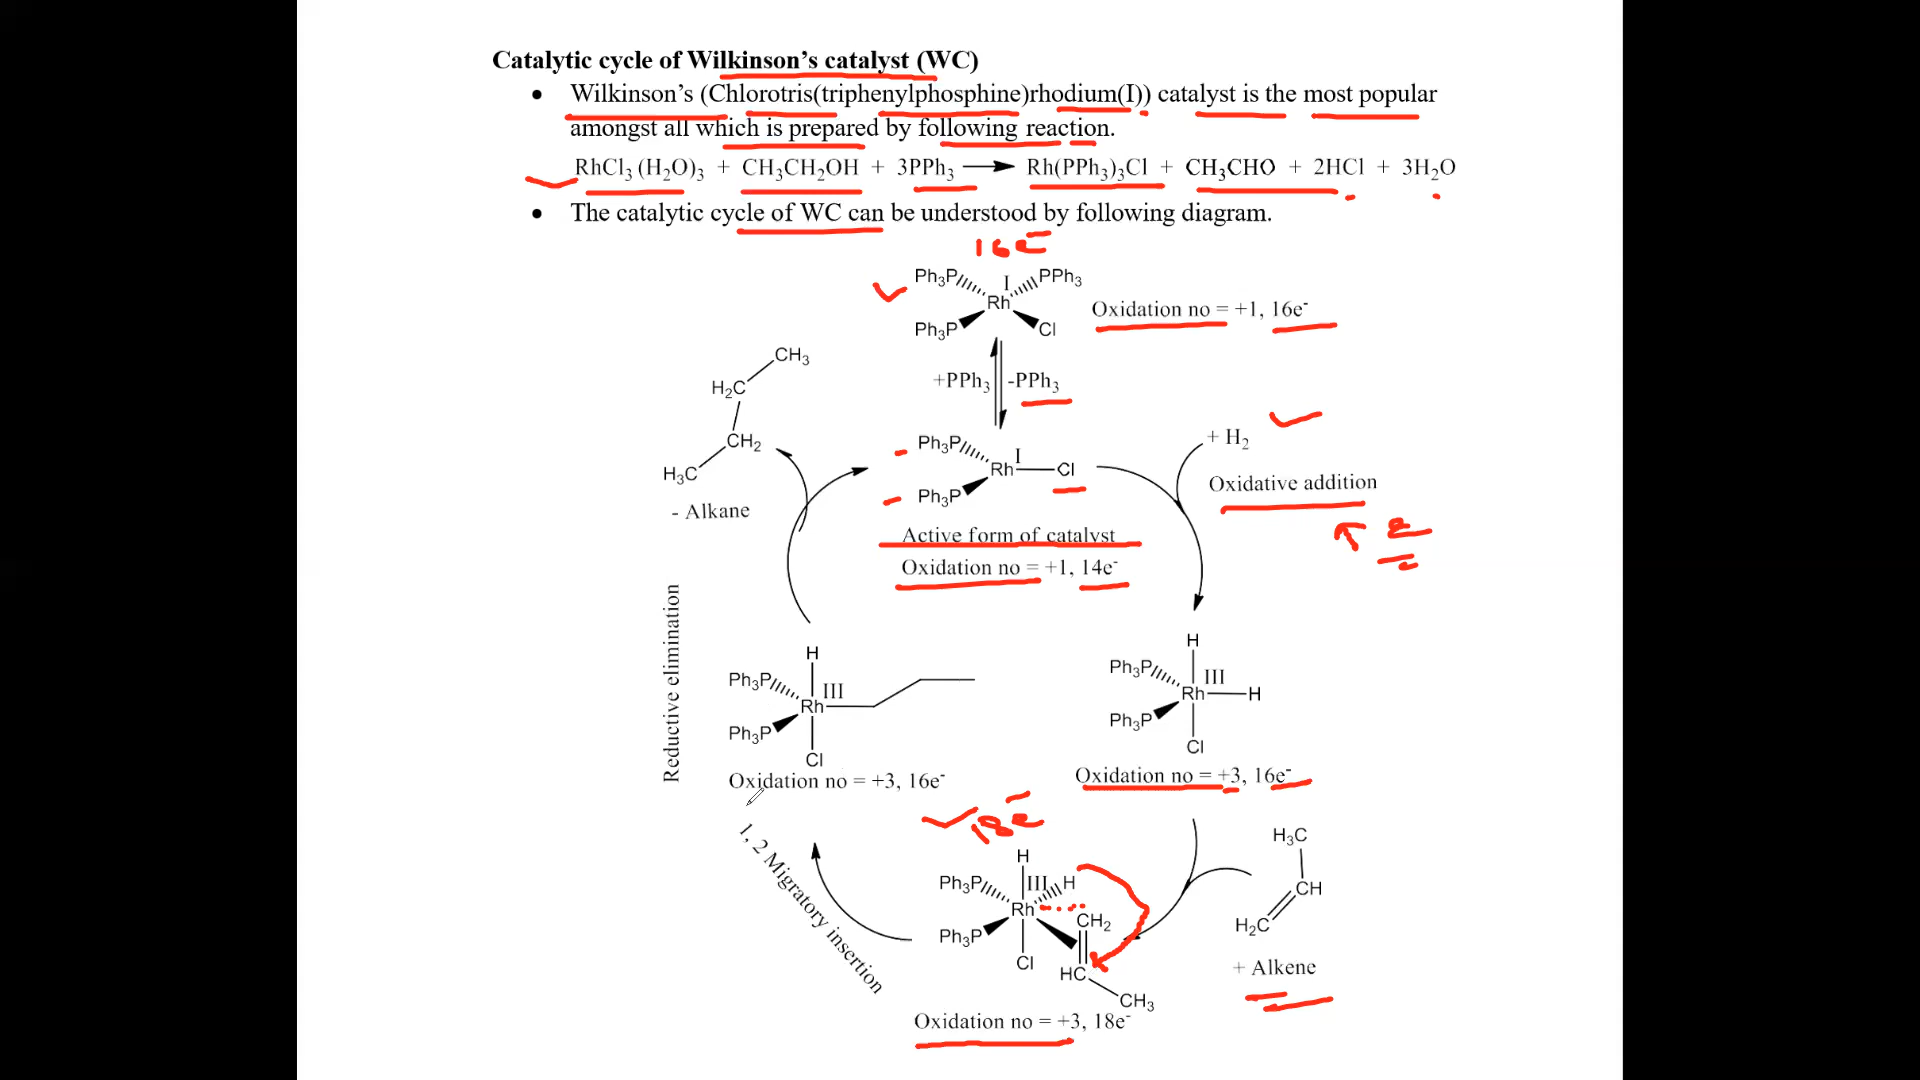 Catalytic cycle of Wilkinson’s catalyst (WC)
• Wilkinson’s (Chlorotris(triphenylphosphine)rhodium(I)) catalyst is the most popular
amongst all which is prepared by following reaction.
RhCl3 (H2O)3 + CH3CH2OH + 3PPh3 ⟶ Rh(PPh3)3Cl + CH3CHO + 2HCl + 3H2O
• The catalytic cycle of WC can be understood by following diagram.
16e-
Ph3P I PPh3
Rh
Ph3P Cl
Oxidation no = +1, 16e-
+PPh3 -PPh3
CH3
H2C
CH2
H3C
- Alkane
Ph3P I
Rh Cl
Ph3P
Active form of catalyst
Oxidation no = +1, 14e-
+ H2
Oxidative addition
2
Reductive elimination
H
Ph3P III
Rh
Ph3P
Cl
Oxidation no = +3, 16e-
H
Ph3P III
Rh H
Ph3P
Cl
Oxidation no = +3, 16e-
1, 2 Migratory insertion
18e-
H
Ph3P III H
Rh
CH2
Ph3P
Cl
HC
CH3
Oxidation no = +3, 18e-
H3C
CH
H2C
+ Alkene